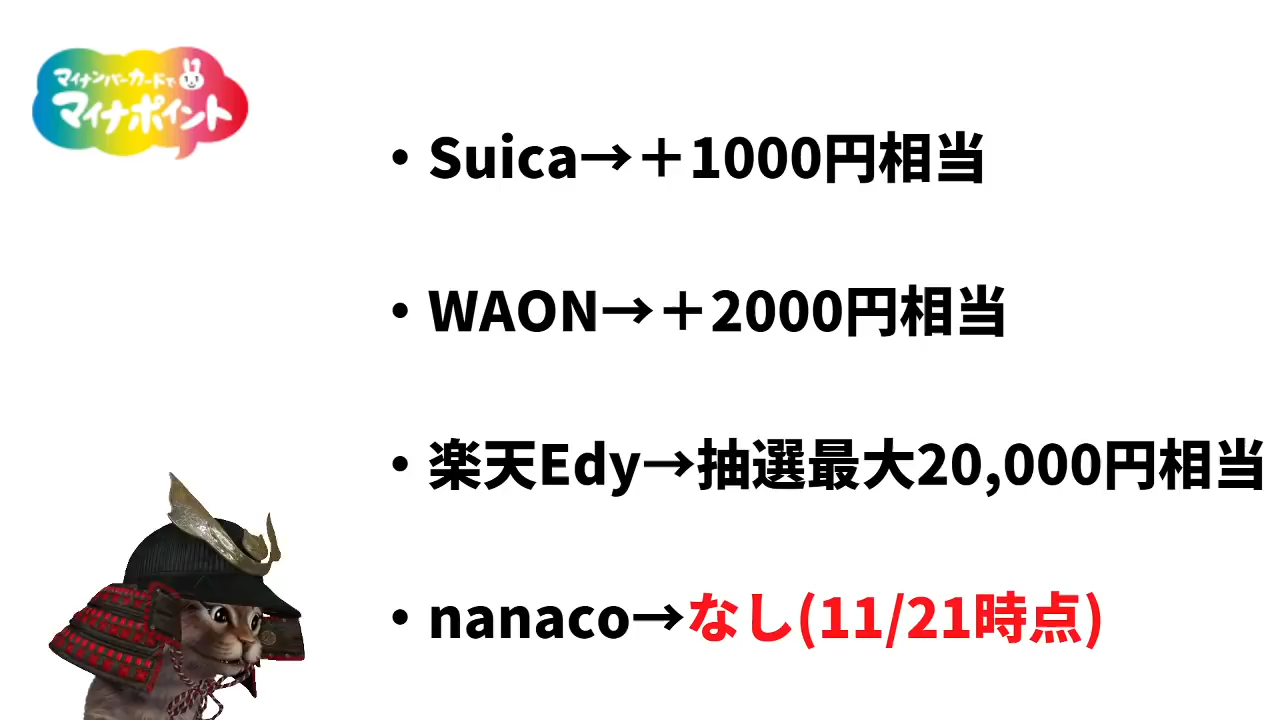 マイナンバーカードで
マイナポイント
・Suica→＋1000円相当
・WAON→＋2000円相当
・楽天Edy→抽選最大20,000円相当
・nanaco→なし(11/21時点)